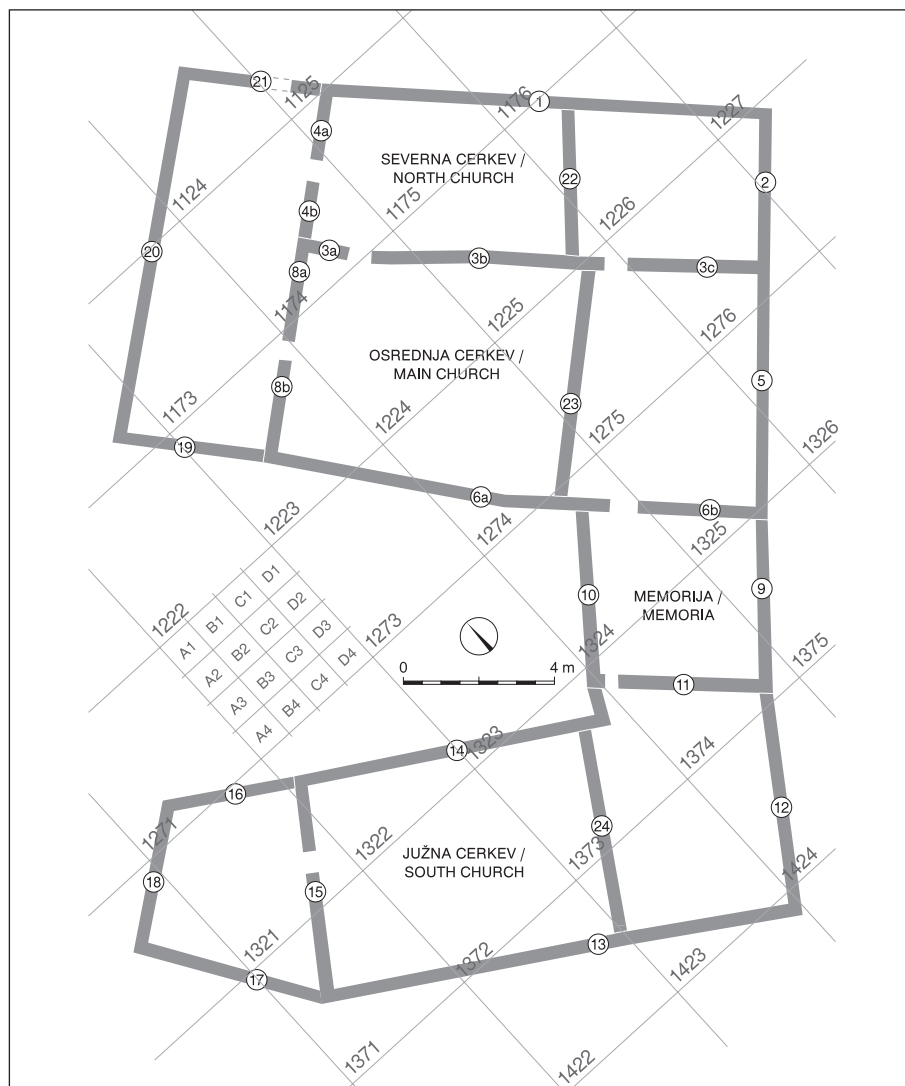 21
1125
1176
1
1227
4a
SEVERNA CERKEV /
NORTH CHURCH
22
2
1124
1175
4b
1226
20
3a
3b
3c
8a
1174
1225
1276
OSREDNJA CERKEV /
MAIN CHURCH
5
8b
23
1173
1224
1275
1326
19
6a
6b
1223
1274
1325
D1
C1
B1
A1
1222
D2
C2
B2
A2
D3
C3
B3
A3
D4
C4
B4
A4
1273
10
MEMORIJA /
MEMORIA
9
1324
0
4 m
1375
11
14
1323
1374
16
12
1271
1322
24
JUŽNA CERKEV /
SOUTH CHURCH
1373
1424
18
15
1321
13
1372
1423
17
1371
1422